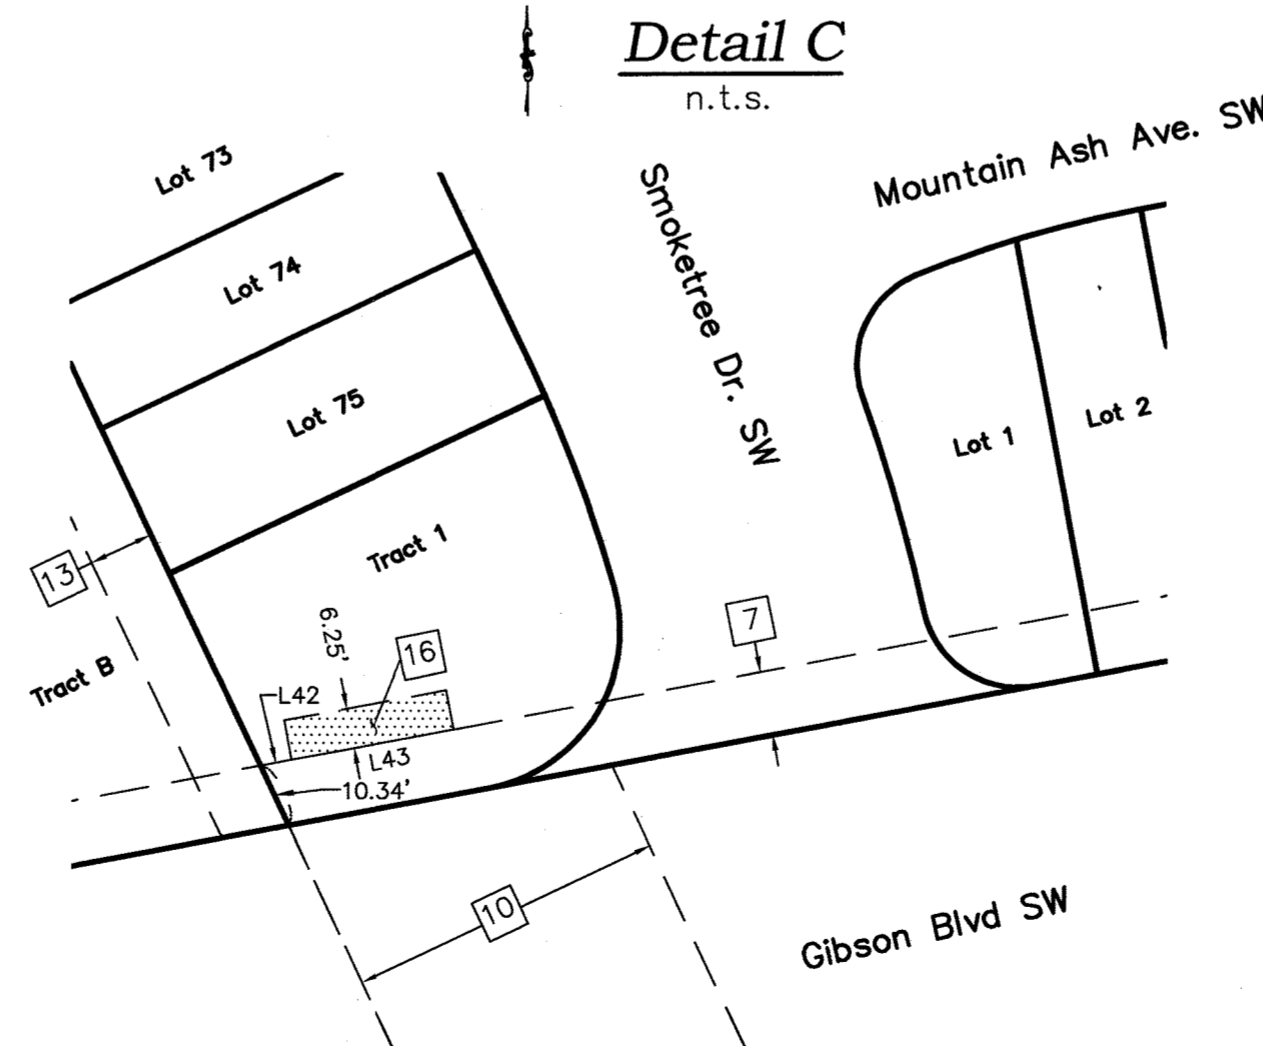 Detail C
n.t.s.
Mountain Ash Ave. SW
Lot 73
Smoketree Dr. SW
Lot 74
Lot 75
Lot 1
Lot 2
Tract 1
13
6.25'
16
7
Tract B
L42
L43
10.34'
10
Gibson Blvd SW